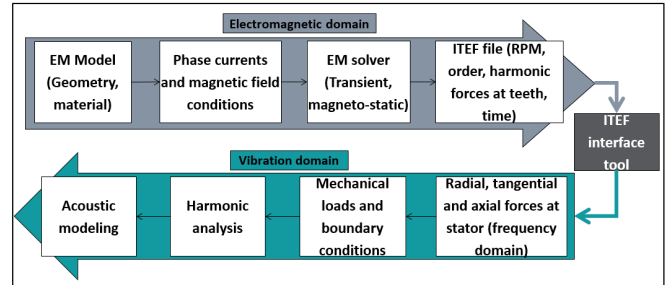 Electromagnetic domain
EM Model
(Geometry,
material)
Phase currents
and magnetic field
conditions
EM solver
(Transient,
magneto-static)
ITEF file (RPM,
order, harmonic
forces at teeth,
time)
ITEF
interface
tool
Vibration domain
Acoustic
modeling
Harmonic
analysis
Mechanical
loads and
boundary
conditions
Radial, tangential
and axial forces at
stator (frequency
domain)